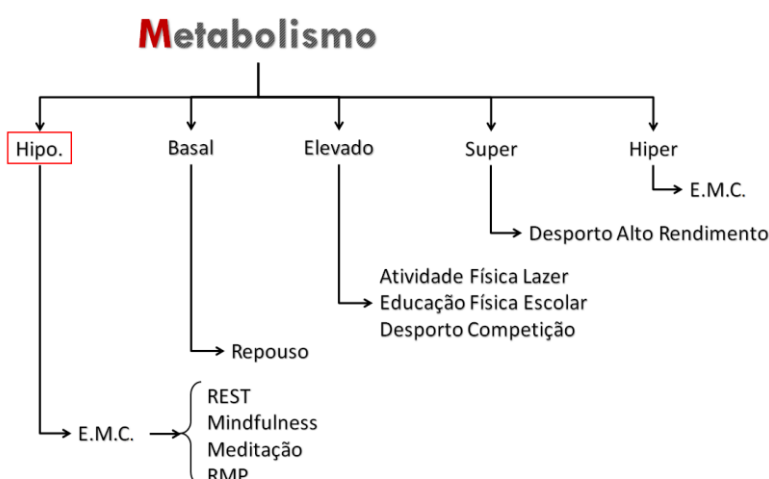 Metabolismo
Hipo.
Basal
Elevado
Super
Hiper
E.M.C.
Desporto Alto Rendimento
Atividade Física Lazer
Educação Física Escolar
Desporto Competição
Repouso
E.M.C.
REST
Mindfulness
Meditação
RMP